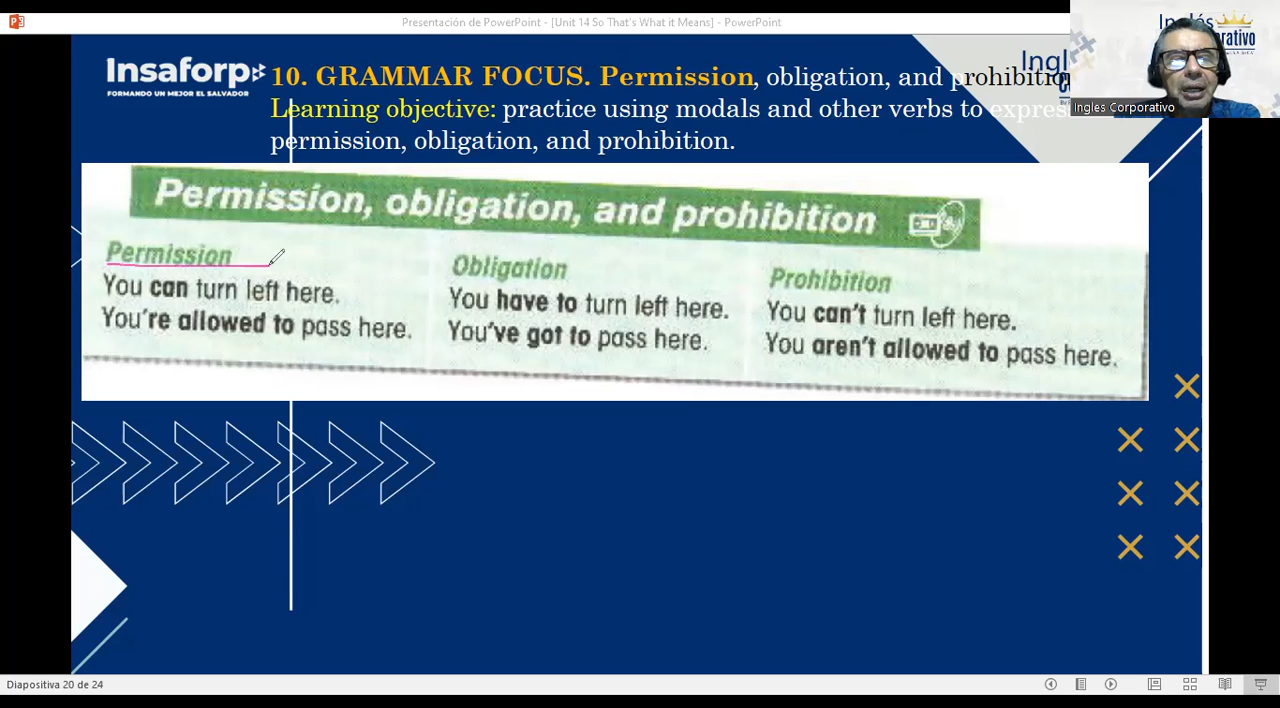 Presentación de PowerPoint - [Unit 14 So That's What it Means] - PowerPoint
Inglés
Ingles Corporativo
Insaforp
FORMANDO UN MEJOR EL SALVADOR
10. GRAMMAR FOCUS. Permission, obligation, and prohibition
Learning objective: practice using modals and other verbs to express
permission, obligation, and prohibition.
Permission, obligation, and prohibition
Permission
You can turn left here.
You're allowed to pass here.
Obligation
You have to turn left here.
You've got to pass here.
Prohibition
You can't turn left here.
You aren't allowed to pass here.
Diapositiva 20 de 24